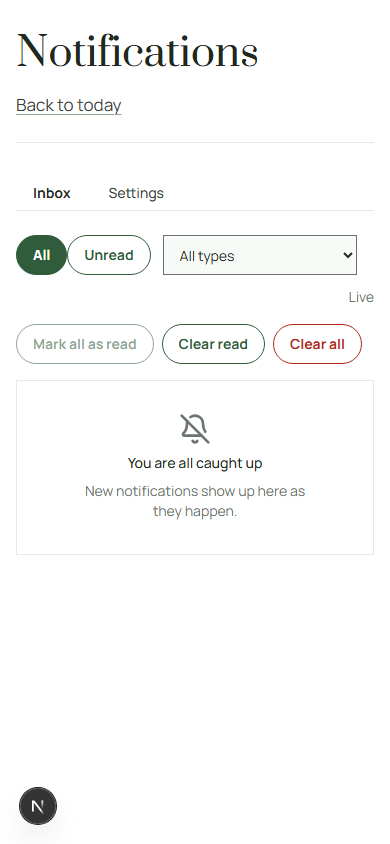 Notifications
Back to today
Inbox Settings
All Unread All types
Live
Mark all as read Clear read Clear all
You are all caught up
New notifications show up here as
they happen.
N